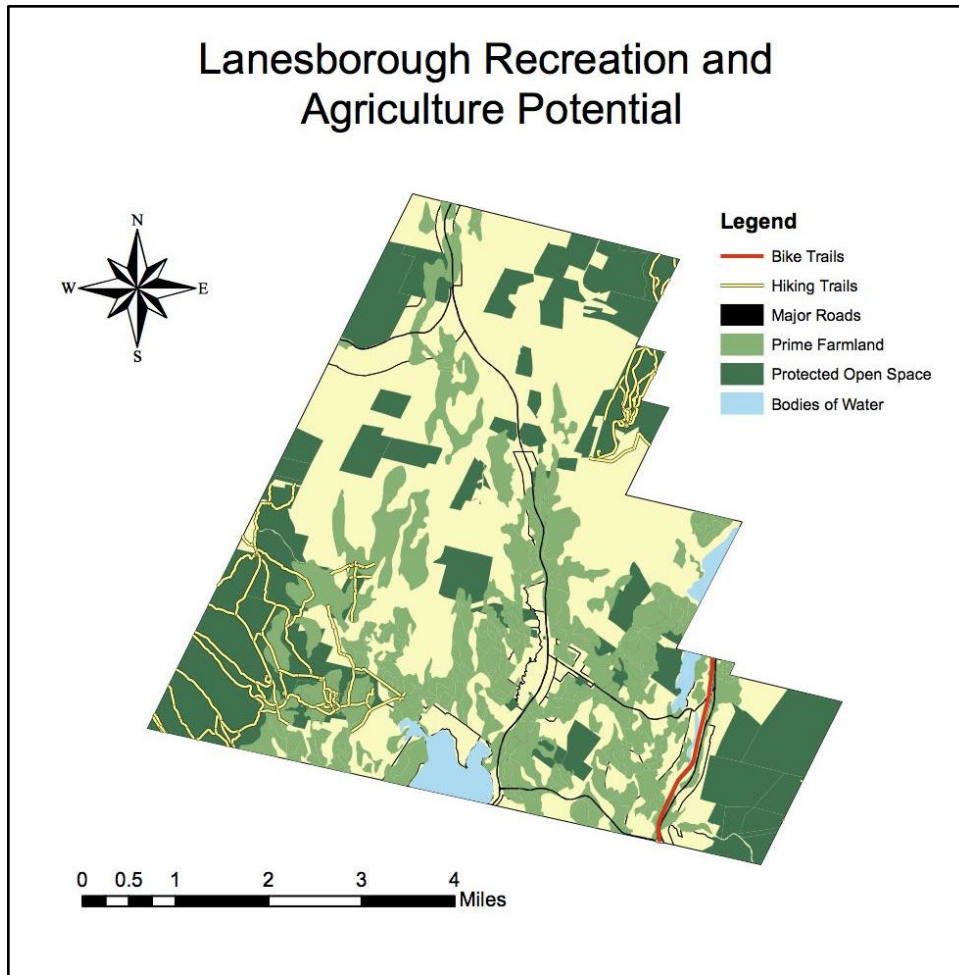 Lanesborough Recreation and
Agriculture Potential
N
W
E
S
Legend
Bike Trails
Hiking Trails
Major Roads
Prime Farmland
Protected Open Space
Bodies of Water
0 0.5 1 2 3 4
Miles